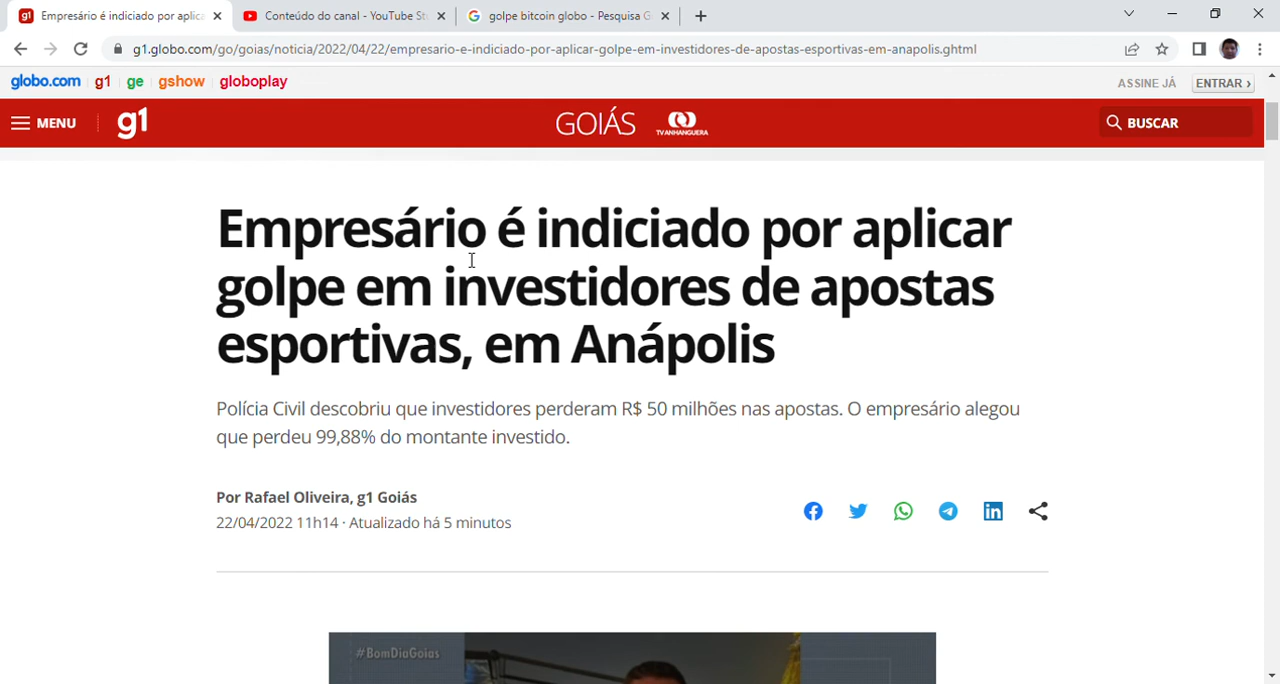 g1 Empresário é indiciado por aplica
Conteúdo do canal - YouTube St
golpe bitcoin globo - Pesquisa G
g1.globo.com/go/goias/noticia/2022/04/22/empresario-e-indiciado-por-aplicar-golpe-em-investidores-de-apostas-esportivas-em-anapolis.ghtml
globo.com g1 ge gshow globoplay
ASSINE JÁ ENTRAR ›
MENU g1 GOIÁS TV ANHANGUERA BUSCAR
Empresário é indiciado por aplicar
golpe em investidores de apostas
esportivas, em Anápolis
Polícia Civil descobriu que investidores perderam R$ 50 milhões nas apostas. O empresário alegou
que perdeu 99,88% do montante investido.
Por Rafael Oliveira, g1 Goiás
22/04/2022 11h14 · Atualizado há 5 minutos
#BomDiaGoias